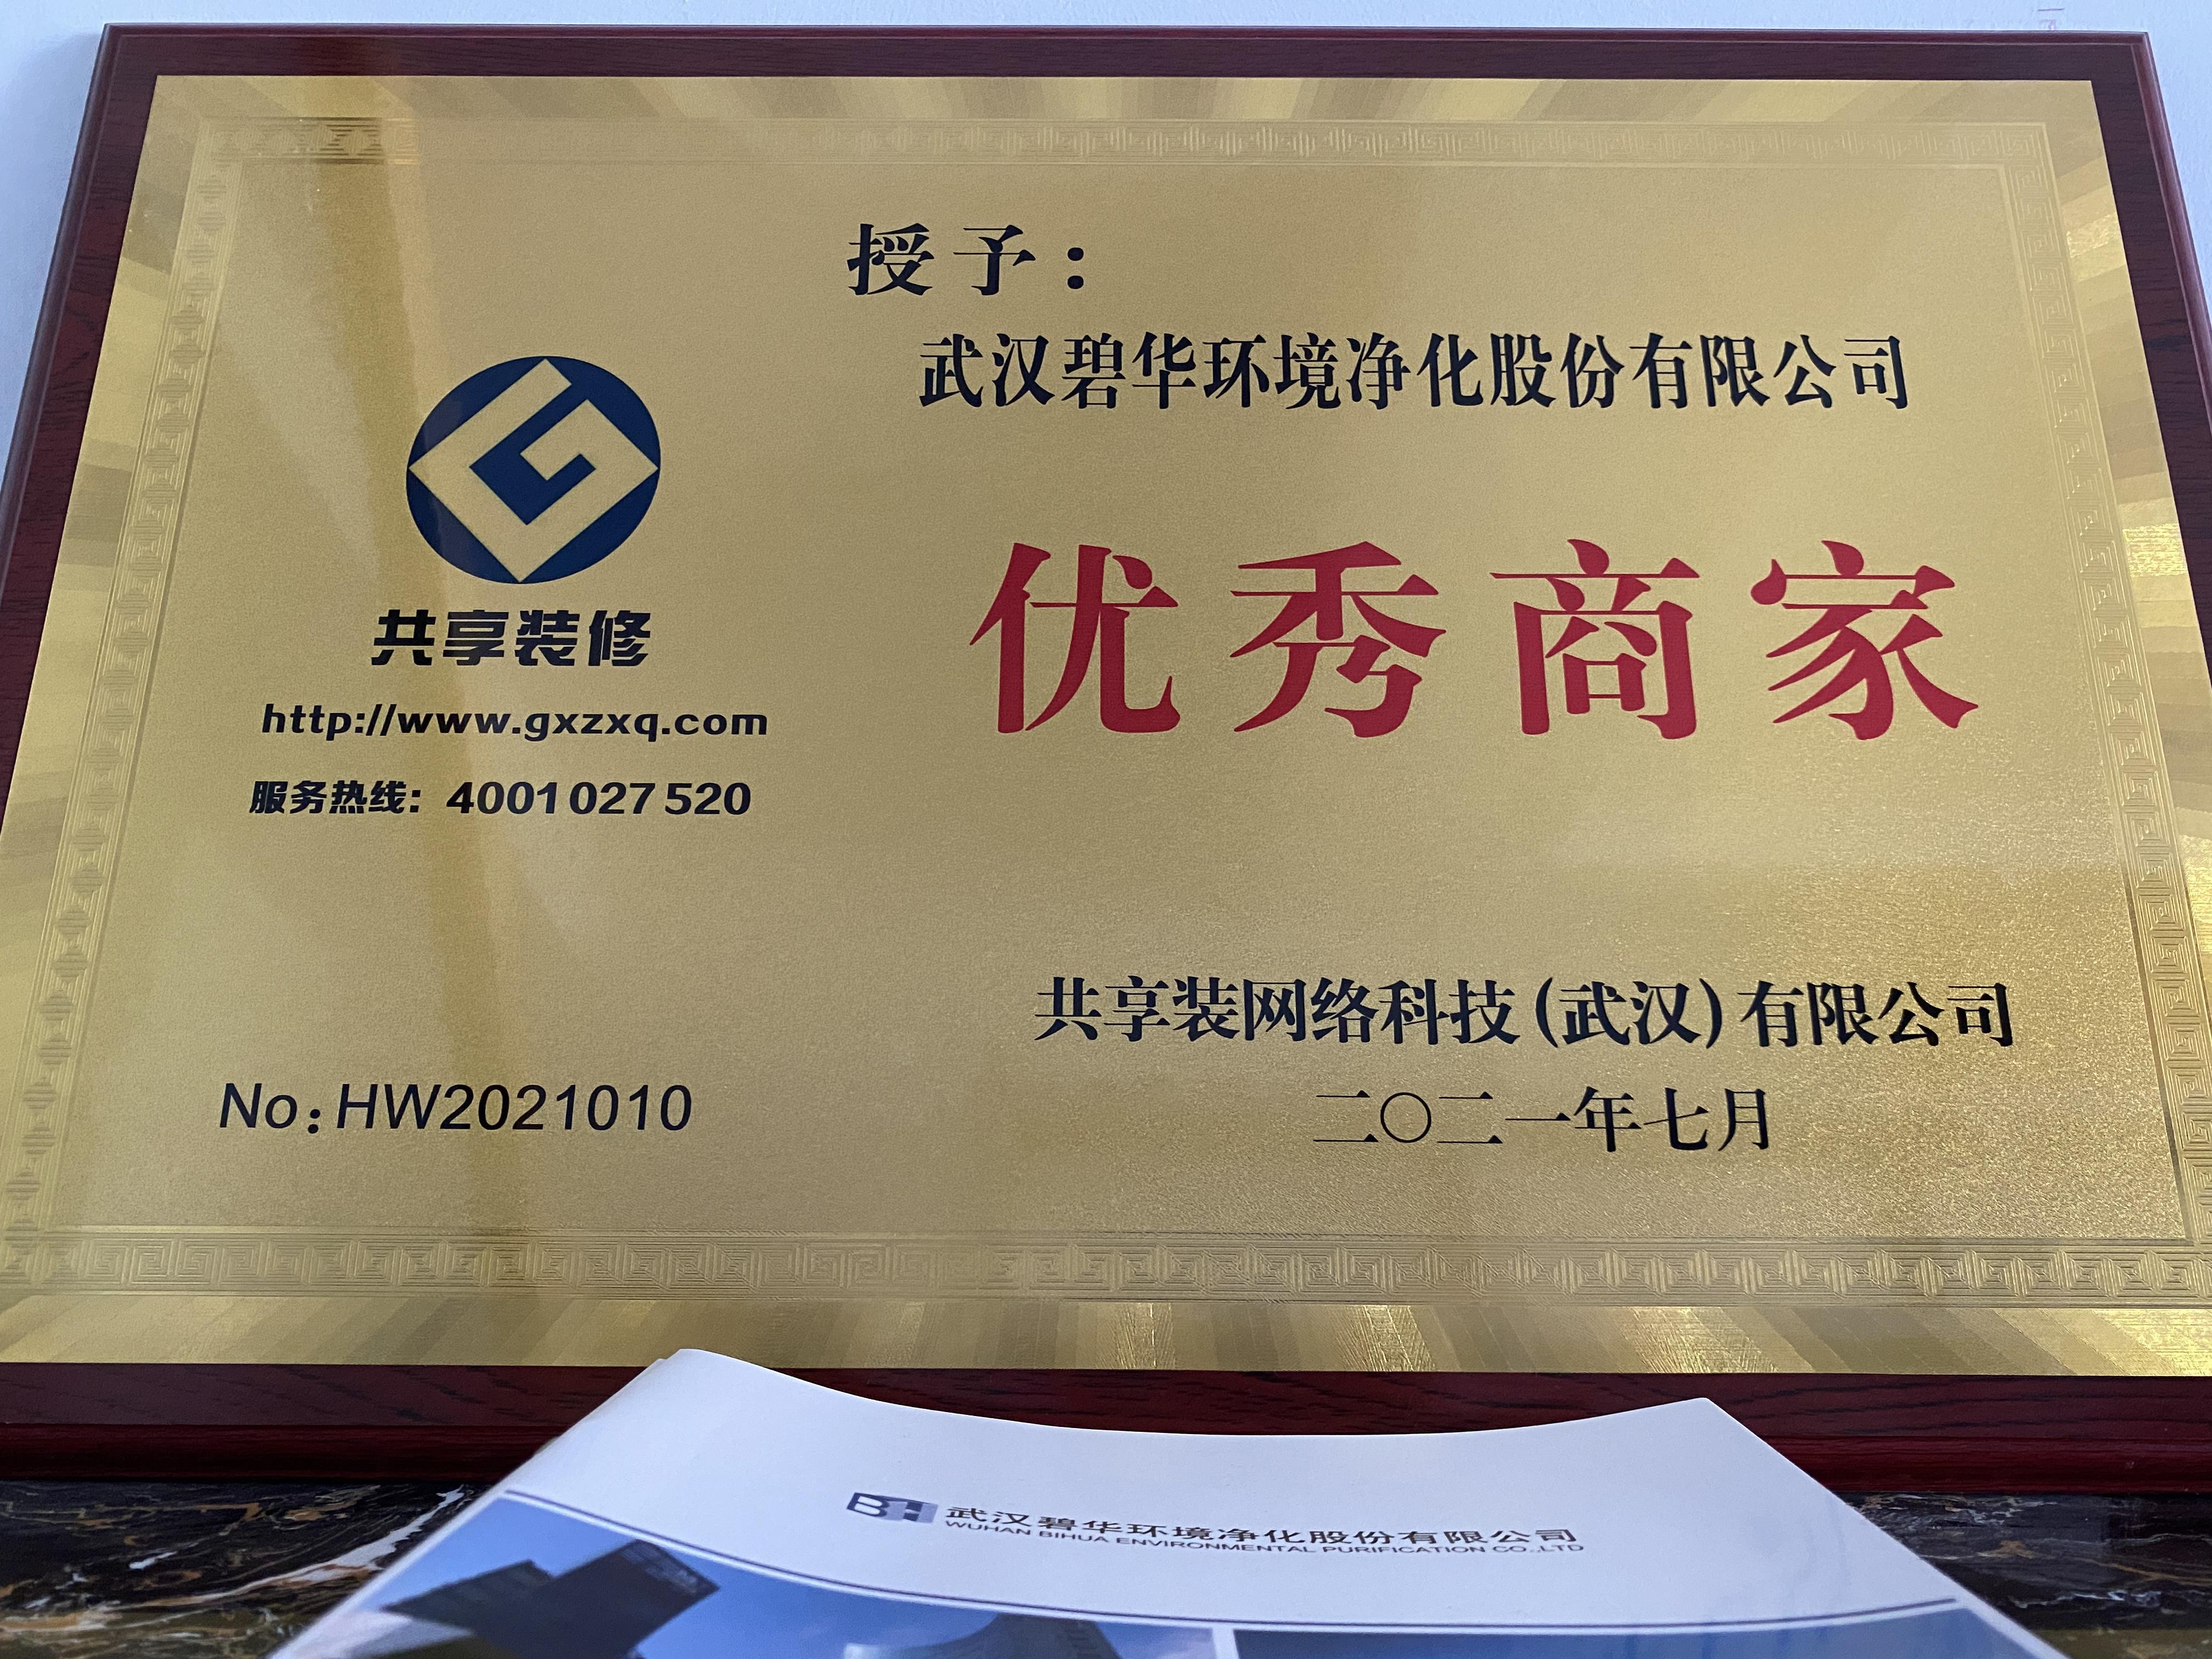 授予：
武汉碧华环境净化股份有限公司
优秀商家
共享装修
http://www.gxzxq.com
服务热线：4001027520
共享装网络科技(武汉)有限公司
二〇二一年七月
No:HW2021010
BH 武汉碧华环境净化股份有限公司
WUHAN BIHUA ENVIRONMENTAL PURIFICATION CO.,LTD